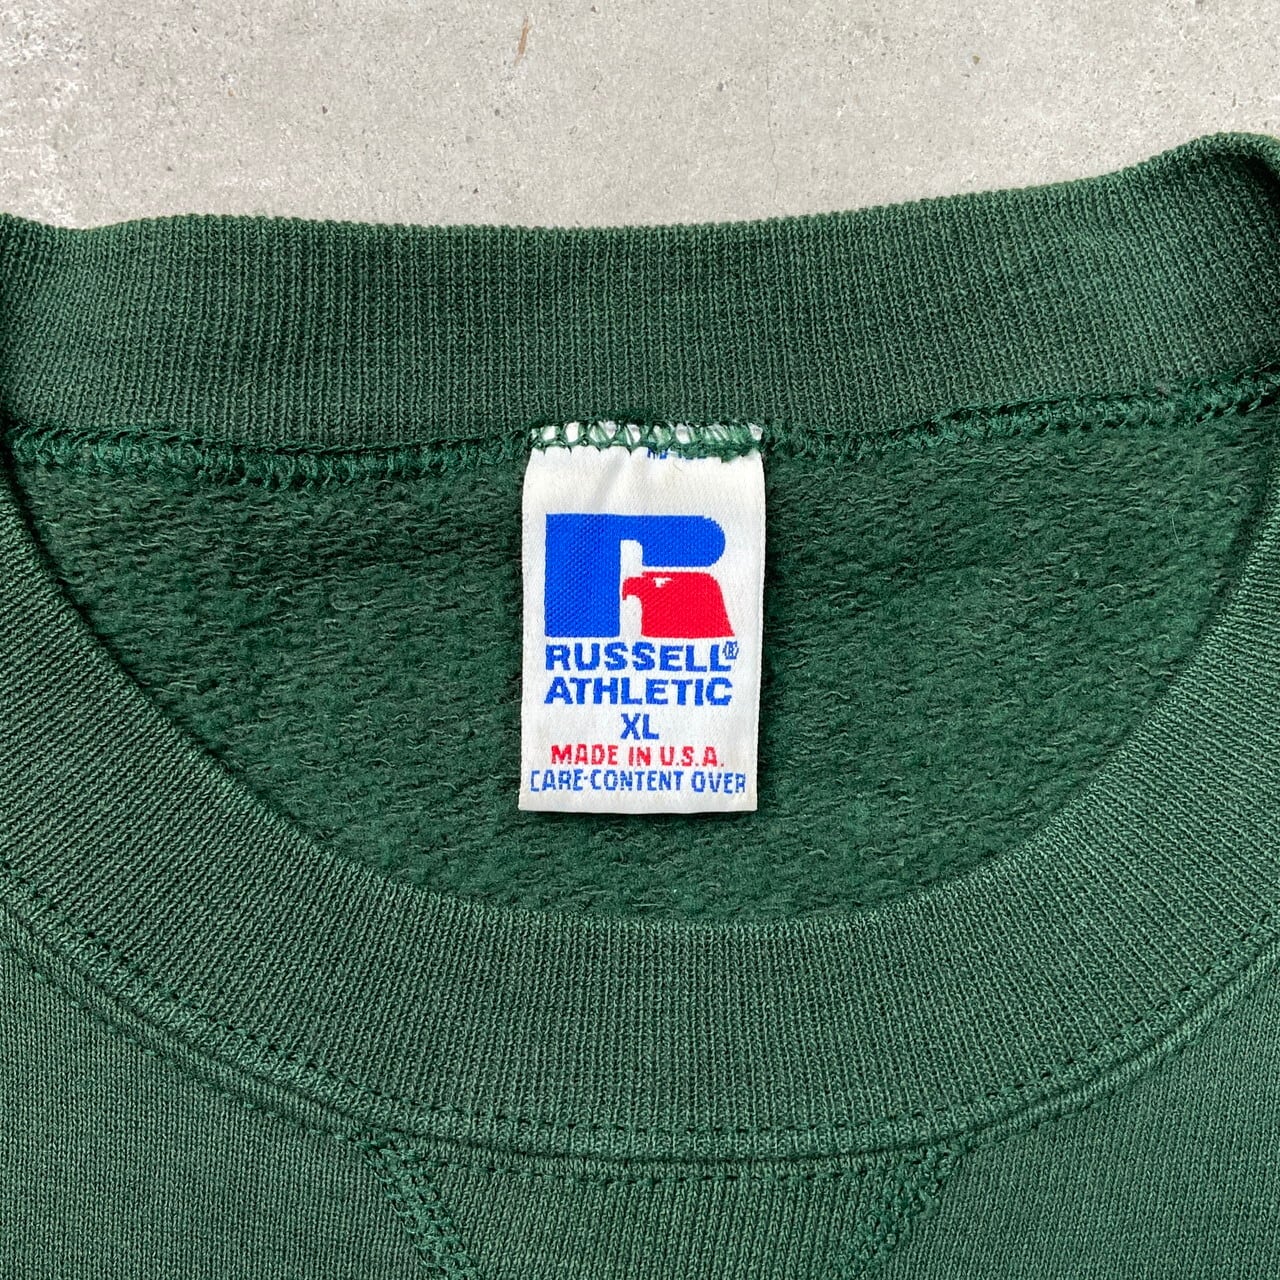 RUSSELL®
ATHLETIC
XL
MADE IN U.S.A.
CARE-CONTENT OVER